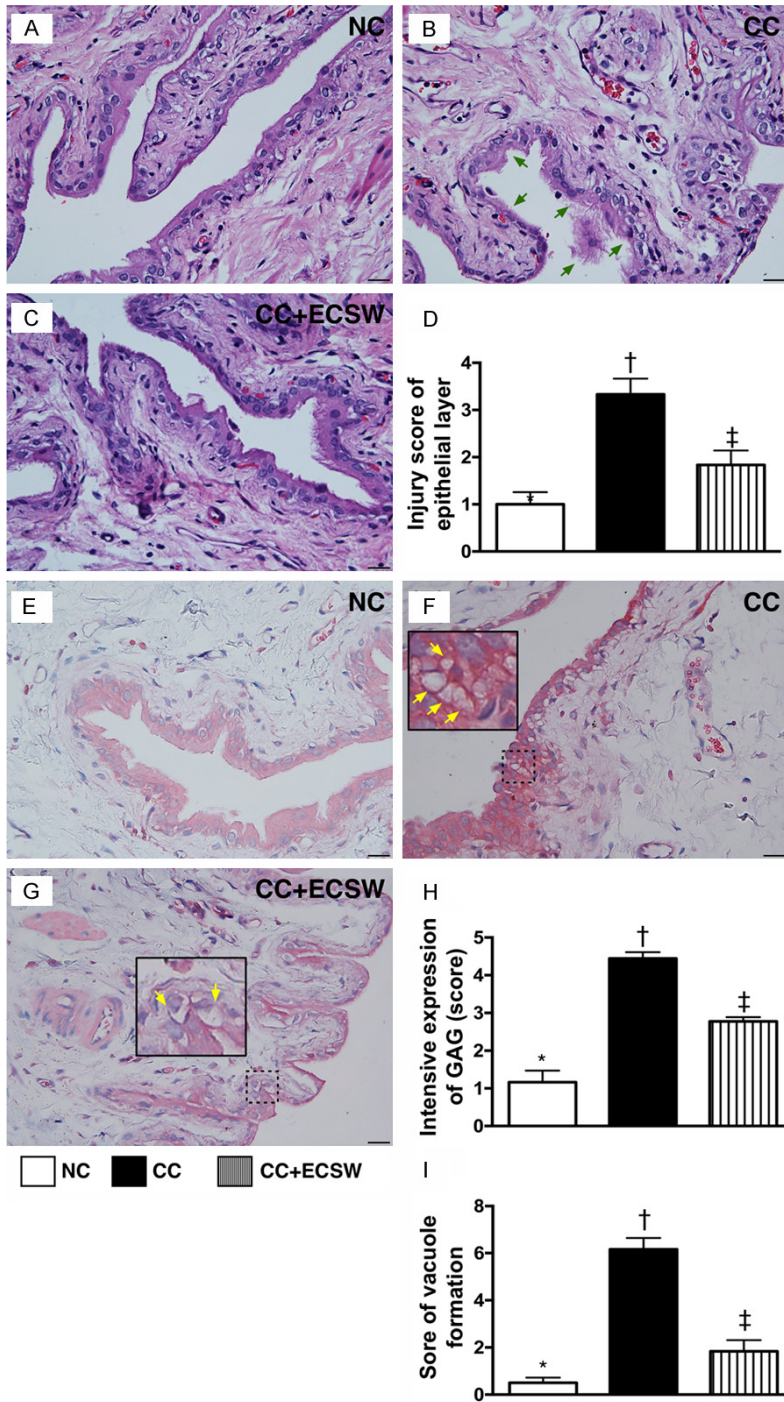 A
NC
B
CC
C
CC+ECSW
D
Injury score of
epithelial layer
4
3
2
1
0
*
†
‡
E
NC
F
CC
G
CC+ECSW
H
Intensive expression
of GAG (score)
5
4
3
2
1
0
*
†
‡
NC
CC
CC+ECSW
I
Sore of vacuole
formation
8
6
4
2
0
*
†
‡